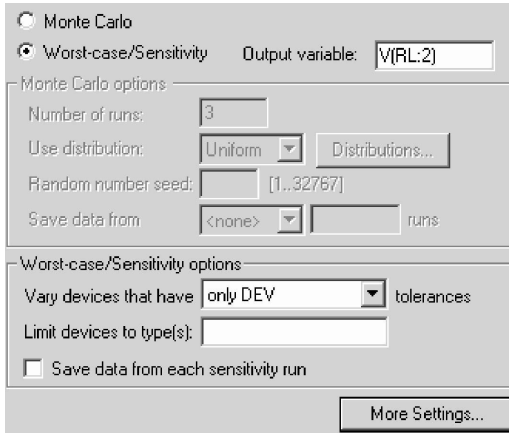 Monte Carlo
Worst-case/Sensitivity Output variable: V(RL:2)
Monte Carlo options
Number of runs: 3
Use distribution: Uniform Distributions...
Random number seed: [1..32767]
Save data from <none> runs
Worst-case/Sensitivity options
Vary devices that have only DEV tolerances
Limit devices to type(s):
Save data from each sensitivity run
More Settings...